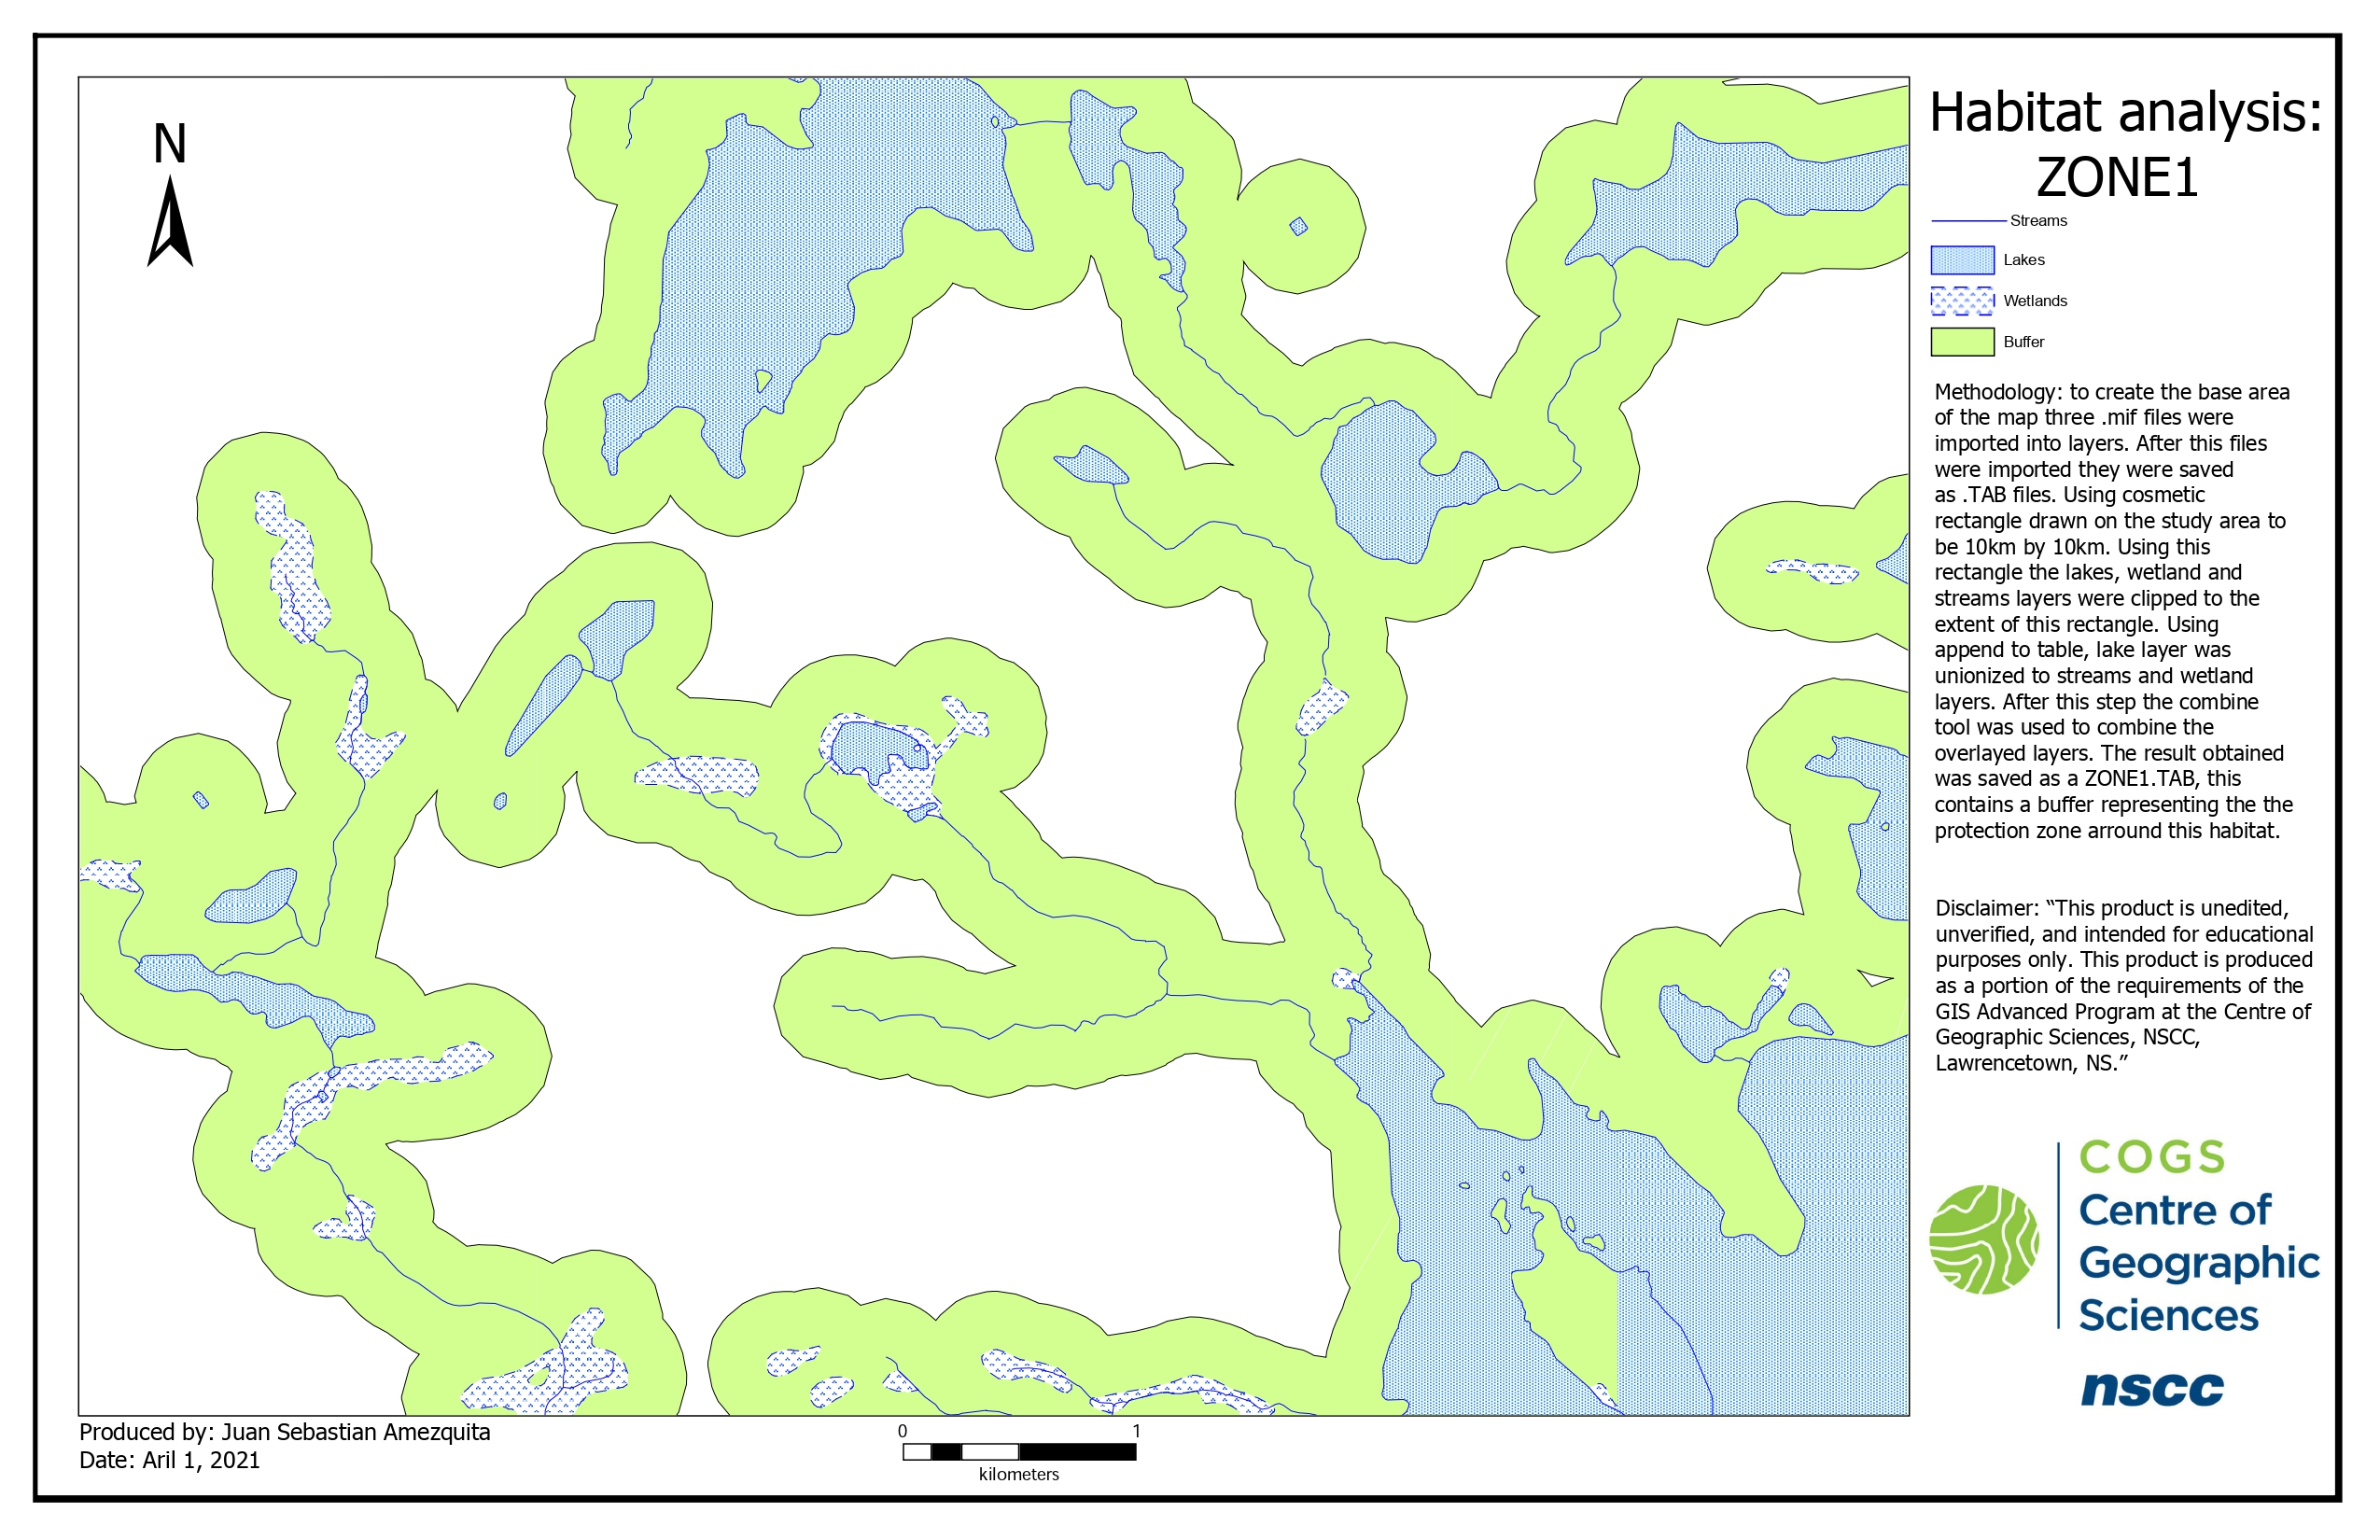 N
Habitat analysis:
ZONE1
Streams
Lakes
Wetlands
Buffer
Methodology: to create the base area
of the map three .mif files were
imported into layers. After this files
were imported they were saved
as .TAB files. Using cosmetic
rectangle drawn on the study area to
be 10km by 10km. Using this
rectangle the lakes, wetland and
streams layers were clipped to the
extent of this rectangle. Using
append to table, lake layer was
unionized to streams and wetland
layers. After this step the combine
tool was used to combine the
overlayed layers. The result obtained
was saved as a ZONE1.TAB, this
contains a buffer representing the the
protection zone arround this habitat.
Disclaimer: “This product is unedited,
unverified, and intended for educational
purposes only. This product is produced
as a portion of the requirements of the
GIS Advanced Program at the Centre of
Geographic Sciences, NSCC,
Lawrencetown, NS.”
COGS
Centre of
Geographic
Sciences
nscc
Produced by: Juan Sebastian Amezquita
Date: Aril 1, 2021
0 1
kilometers